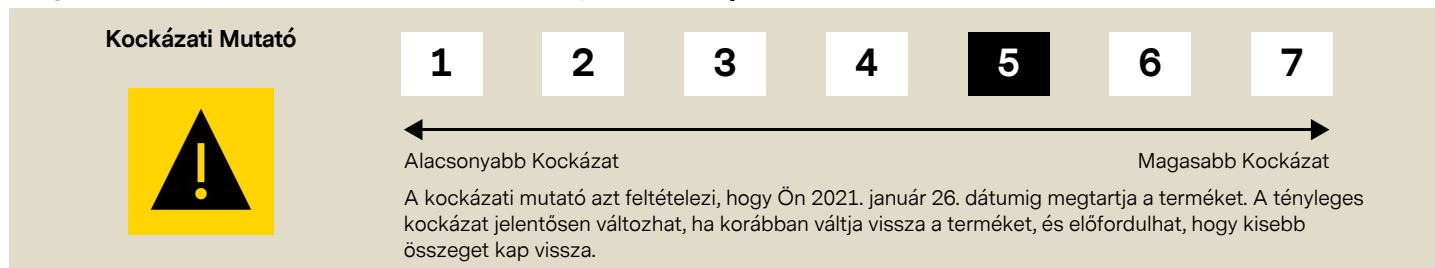 Kockázati Mutató
1 2 3 4 5 6 7
Alacsonyabb Kockázat Magasabb Kockázat
A kockázati mutató azt feltételezi, hogy Ön 2021. január 26. dátumig megtartja a terméket. A tényleges
kockázat jelentősen változhat, ha korábban váltja vissza a terméket, és előfordulhat, hogy kisebb
összeget kap vissza.